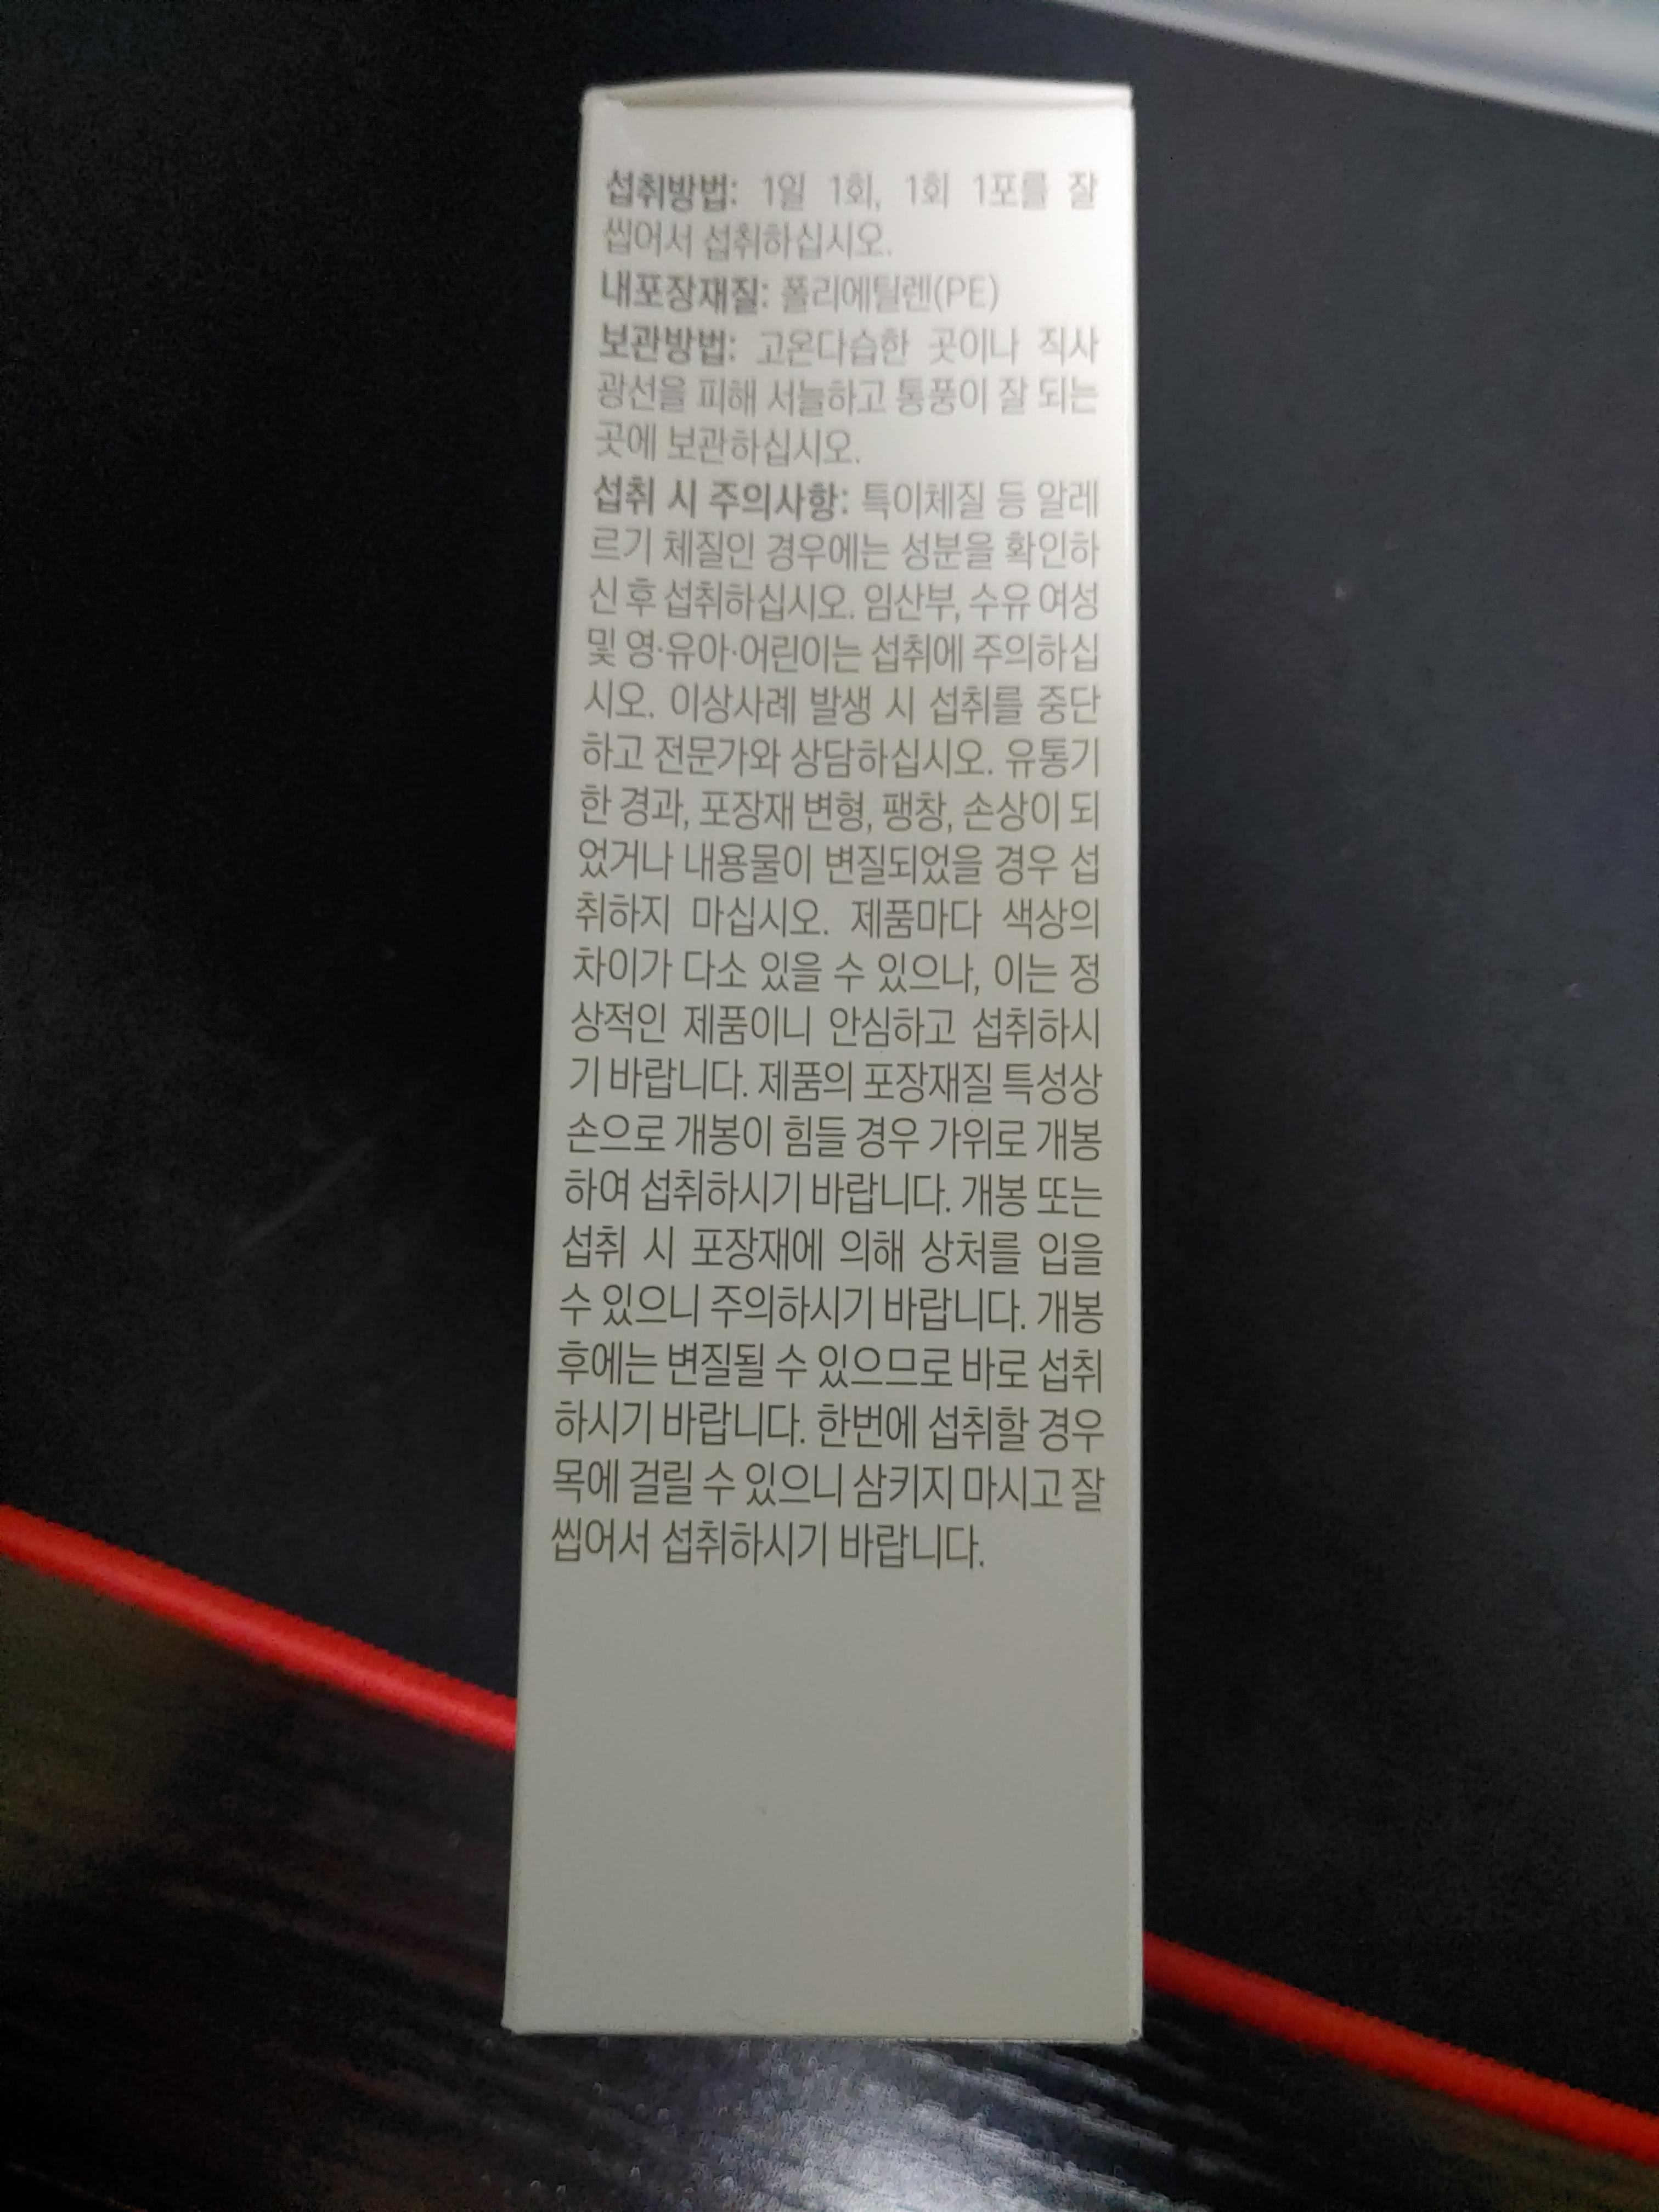 섭취방법: 1일 1회, 1회 1포를 잘
씹어서 섭취하십시오.
내포장재질: 폴리에틸렌(PE)
보관방법: 고온다습한 곳이나 직사
광선을 피해 서늘하고 통풍이 잘 되는
곳에 보관하십시오.
섭취 시 주의사항: 특이체질 등 알레
르기 체질인 경우에는 성분을 확인하
신 후 섭취하십시오. 임산부, 수유 여성
및 영·유아·어린이는 섭취에 주의하십
시오. 이상사례 발생 시 섭취를 중단
하고 전문가와 상담하십시오. 유통기
한 경과, 포장재 변형, 팽창, 손상이 되
었거나 내용물이 변질되었을 경우 섭
취하지 마십시오. 제품마다 색상의
차이가 다소 있을 수 있으나, 이는 정
상적인 제품이니 안심하고 섭취하시
기 바랍니다. 제품의 포장재질 특성상
손으로 개봉이 힘들 경우 가위로 개봉
하여 섭취하시기 바랍니다. 개봉 또는
섭취 시 포장재에 의해 상처를 입을
수 있으니 주의하시기 바랍니다. 개봉
후에는 변질될 수 있으므로 바로 섭취
하시기 바랍니다. 한번에 섭취할 경우
목에 걸릴 수 있으니 삼키지 마시고 잘
씹어서 섭취하시기 바랍니다.